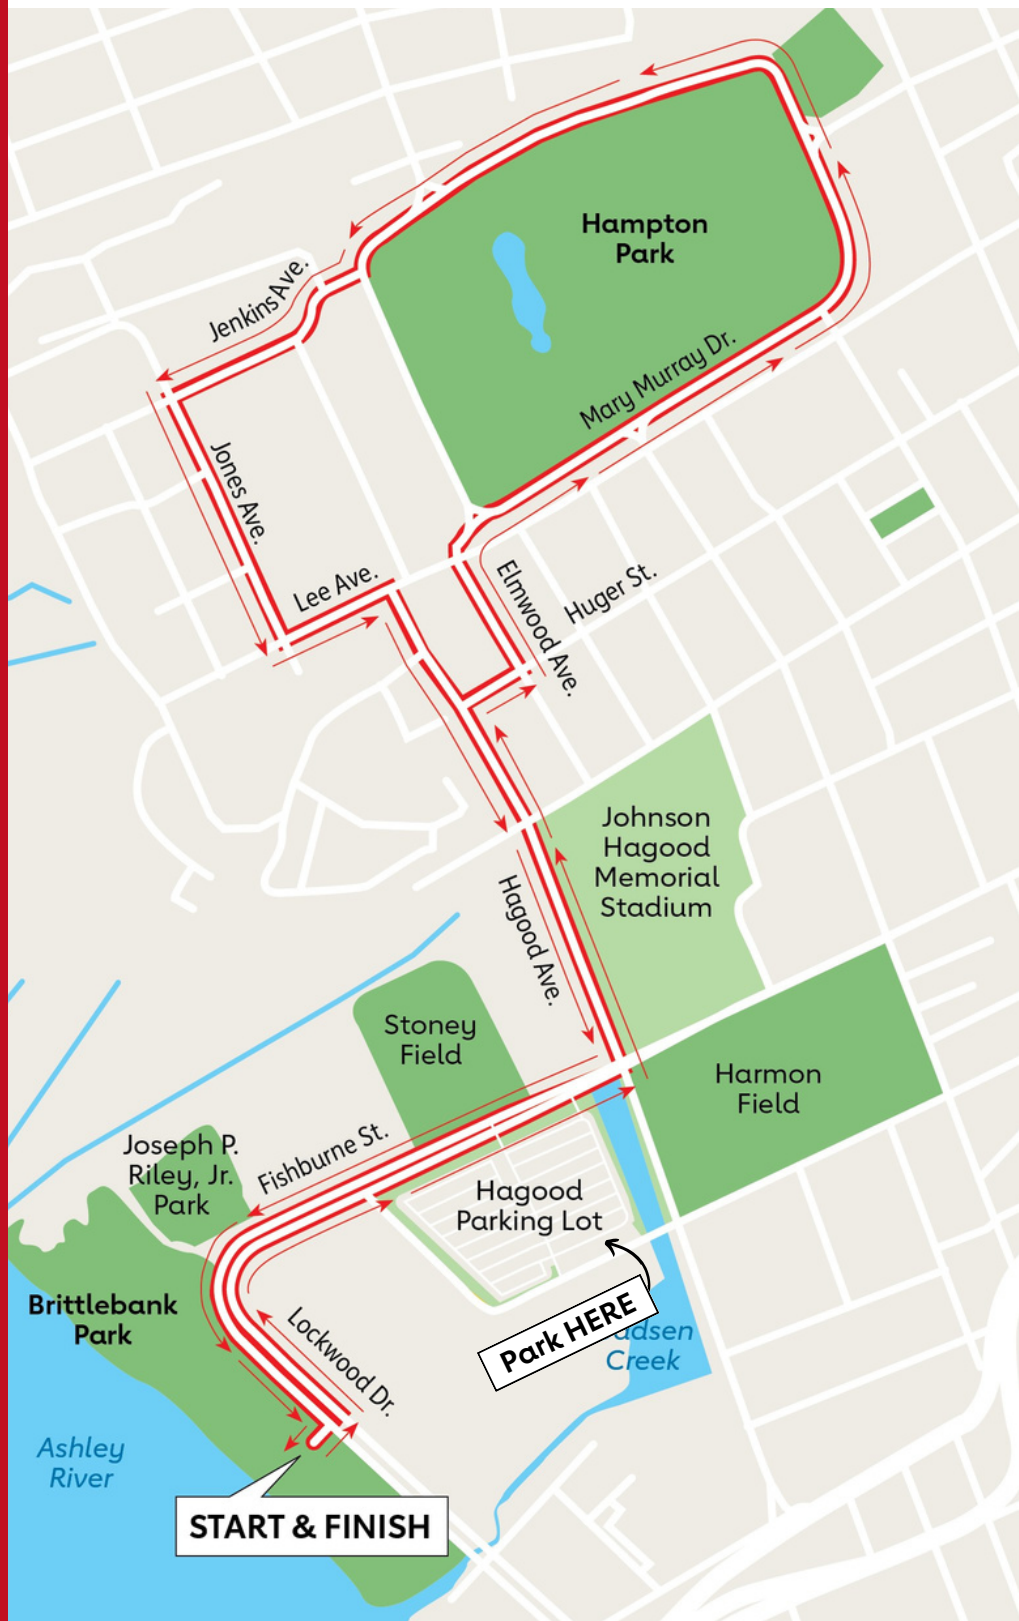 Hampton
Park
Jenkins Ave.
Mary Murray Dr.
Jones Ave.
Lee Ave.
Elmwood Ave.
Huger St.
Johnson
Hagood
Memorial
Stadium
Hagood Ave.
Stoney
Field
Harmon
Field
Joseph P.
Riley, Jr.
Park
Fishburne St.
Hagood
Parking Lot
Brittlebank
Park
Park HERE
adsen
Creek
Lockwood Dr.
Ashley
River
START & FINISH